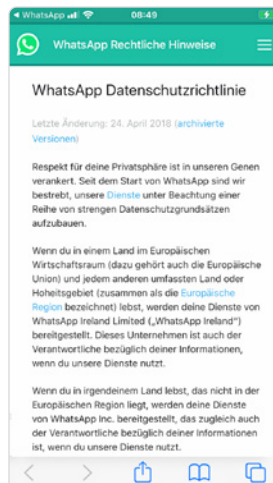 WhatsApp
08:49
WhatsApp Rechtliche Hinweise
WhatsApp Datenschutzrichtlinie
Letzte Änderung: 24. April 2018 (archivierte
Versionen)
Respekt für deine Privatsphäre ist in unseren Genen
verankert. Seit dem Start von WhatsApp sind wir
bestrebt, unsere Dienste unter Beachtung einer
Reihe von strengen Datenschutzgrundsätzen
aufzubauen.
Wenn du in einem Land im Europäischen
Wirtschaftsraum (dazu gehört auch die Europäische
Union) und jedem anderen umfassten Land oder
Hoheitsgebiet (zusammen als die Europäische
Region bezeichnet) lebst, werden deine Dienste von
WhatsApp Ireland Limited („WhatsApp Ireland“)
bereitgestellt. Dieses Unternehmen ist auch der
Verantwortliche bezüglich deiner Informationen,
wenn du unsere Dienste nutzt.
Wenn du in irgendeinem Land lebst, das nicht in der
Europäischen Region liegt, werden deine Dienste
von WhatsApp Inc. bereitgestellt, das zugleich auch
der Verantwortliche bezüglich deiner Informationen
ist, wenn du unsere Dienste nutzt.